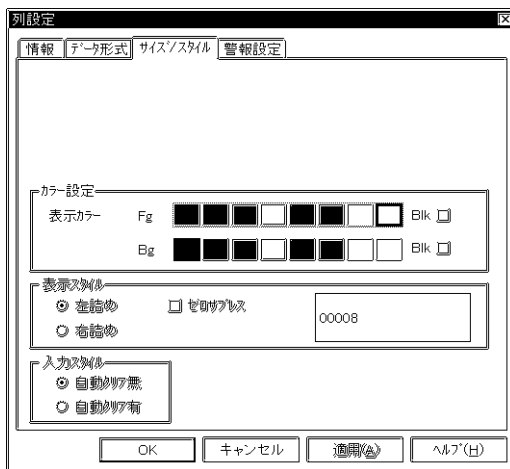 列設定
情報 データ形式 サイズ/スタイル 警報設定
カラー設定
表示カラー Fg Blk
Bg Blk
表示スタイル
左詰め ゼロサプレス
右詰め
00008
入力スタイル
自動クリア無
自動クリア有
OK キャンセル 適用(A) ヘルプ(H)